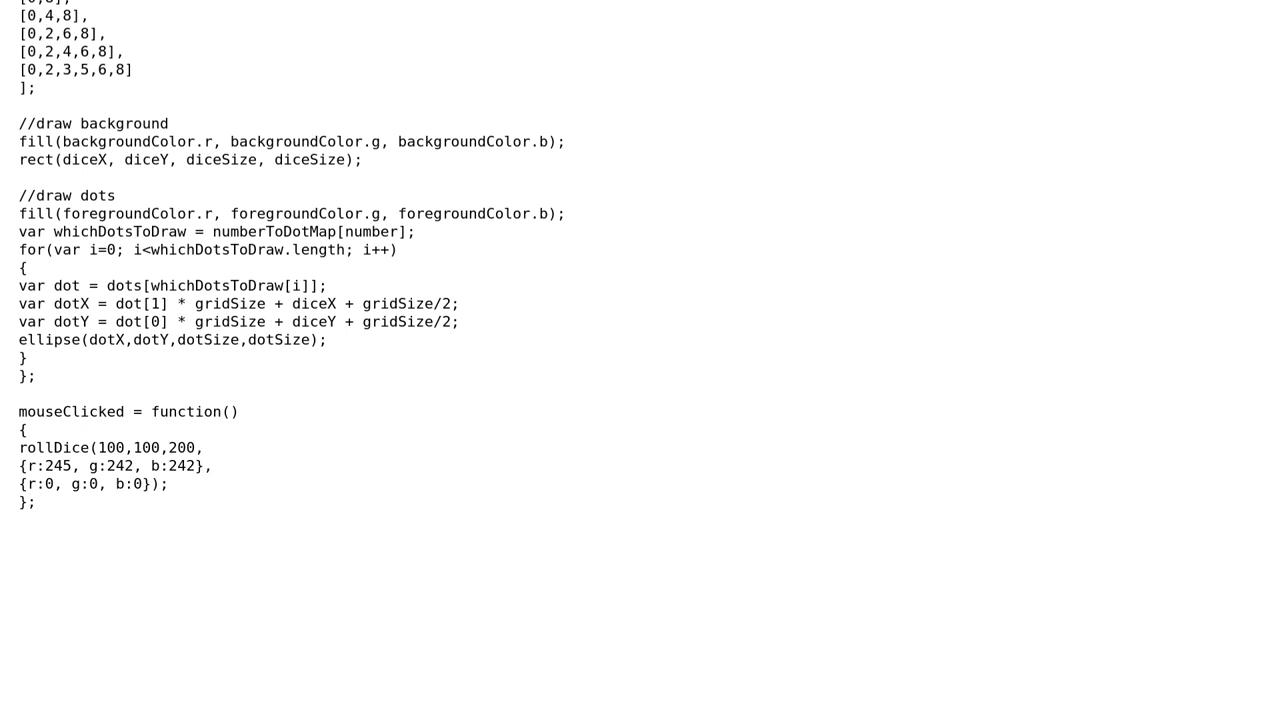 [0,8],
[0,4,8],
[0,2,6,8],
[0,2,4,6,8],
[0,2,3,5,6,8]
];

//draw background
fill(backgroundColor.r, backgroundColor.g, backgroundColor.b);
rect(diceX, diceY, diceSize, diceSize);

//draw dots
fill(foregroundColor.r, foregroundColor.g, foregroundColor.b);
var whichDotsToDraw = numberToDotMap[number];
for(var i=0; i<whichDotsToDraw.length; i++)
{
var dot = dots[whichDotsToDraw[i]];
var dotX = dot[1] * gridSize + diceX + gridSize/2;
var dotY = dot[0] * gridSize + diceY + gridSize/2;
ellipse(dotX,dotY,dotSize,dotSize);
}
};

mouseClicked = function()
{
rollDice(100,100,200,
{r:245, g:242, b:242},
{r:0, g:0, b:0});
};